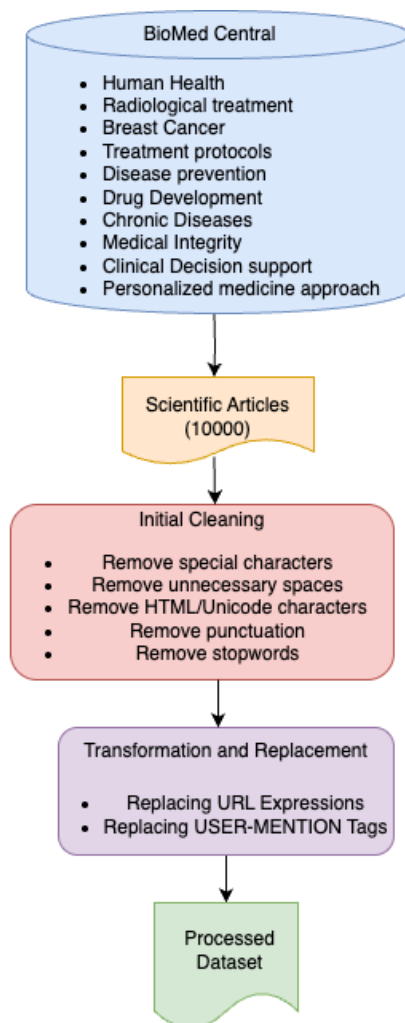 BioMed Central
• Human Health
• Radiological treatment
• Breast Cancer
• Treatment protocols
• Disease prevention
• Drug Development
• Chronic Diseases
• Medical Integrity
• Clinical Decision support
• Personalized medicine approach
Scientific Articles
(10000)
Initial Cleaning
• Remove special characters
• Remove unnecessary spaces
• Remove HTML/Unicode characters
• Remove punctuation
• Remove stopwords
Transformation and Replacement
• Replacing URL Expressions
• Replacing USER-MENTION Tags
Processed
Dataset